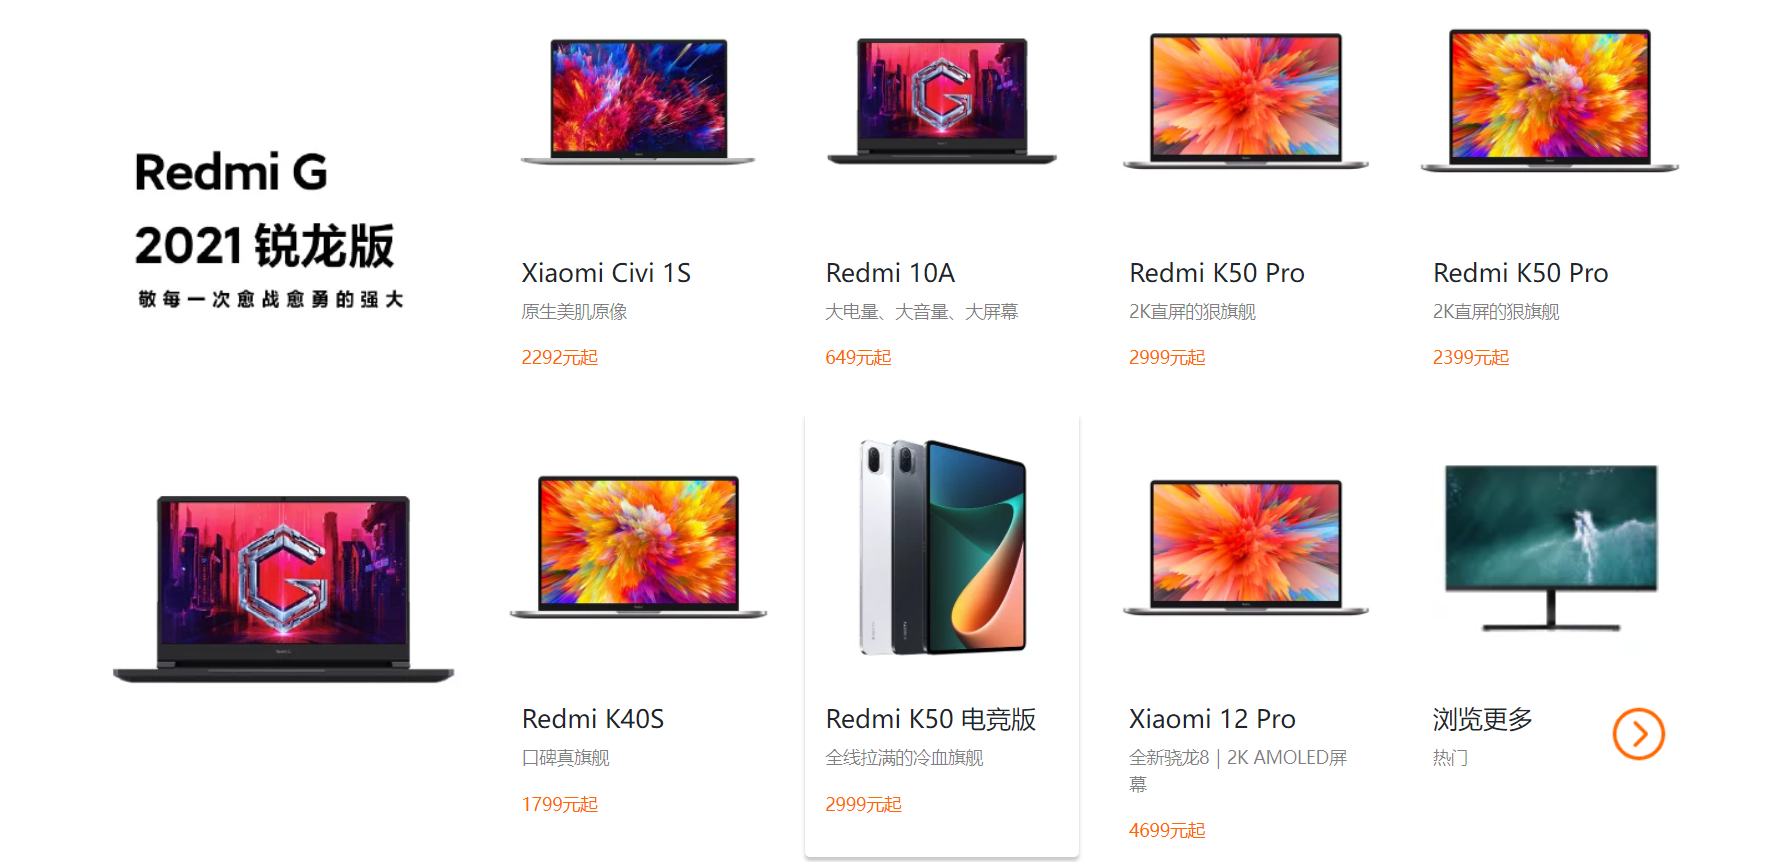 Redmi G
2021 锐龙版
敬每一次愈战愈勇的强大
Xiaomi Civi 1S
原生美肌原像
2292元起
Redmi 10A
大电量、大音量、大屏幕
649元起
Redmi K50 Pro
2K直屏的狠旗舰
2999元起
Redmi K50 Pro
2K直屏的狠旗舰
2399元起
Redmi K40S
口碑真旗舰
1799元起
Redmi K50 电竞版
全线拉满的冷血旗舰
2999元起
Xiaomi 12 Pro
全新骁龙8 | 2K AMOLED屏
幕
4699元起
浏览更多
热门